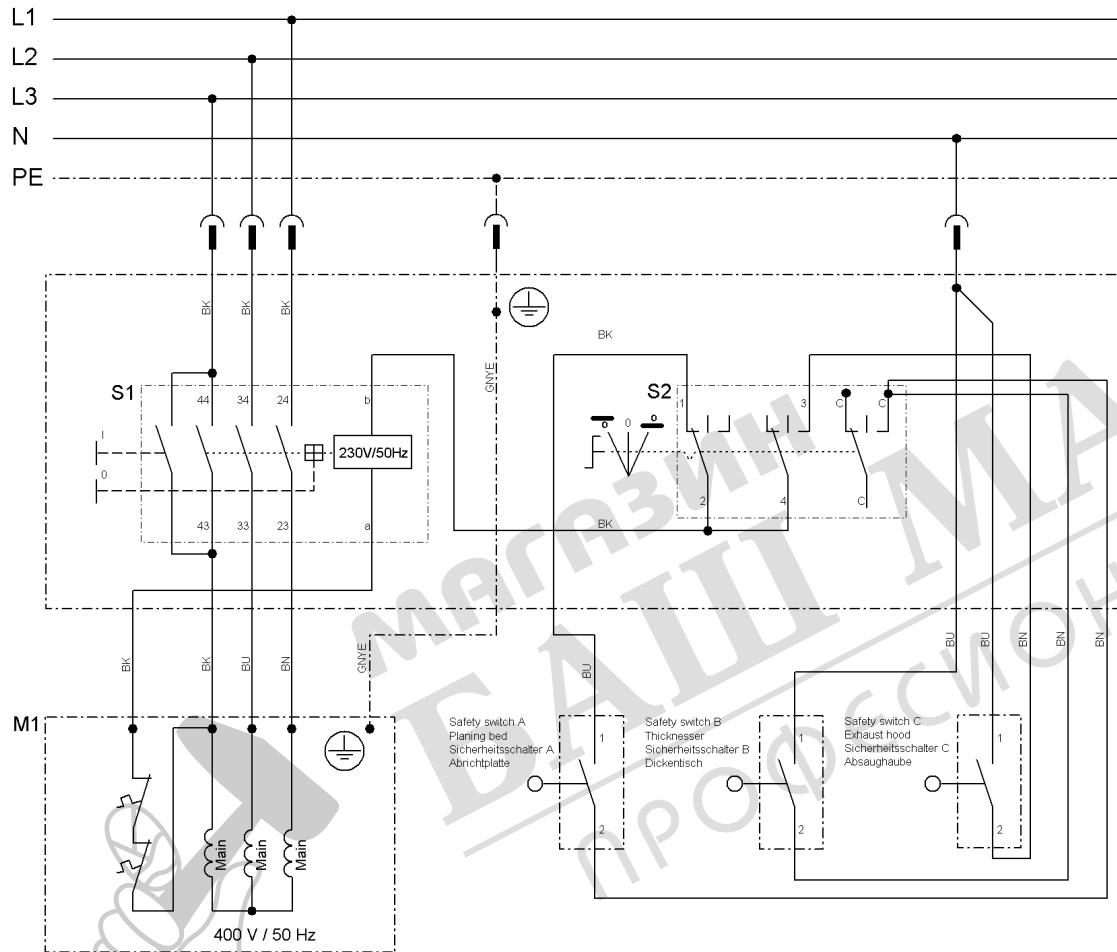 L1
L2
L3
N
PE
BK
BK
BK
GNYE
BK
S1
44
34
24
b
I
0
230V/50Hz
43
33
23
a
S2
1
3
C
C
0
0
0
2
4
C
BK
BK
BK
BU
BN
GNYE
BU
BU
BU
BN
BN
BN
M1
Safety switch A
Planing bed
Sicherheitsschalter A
Abrichtplatte
1
2
Safety switch B
Thicknesser
Sicherheitsschalter B
Dickentisch
1
2
Safety switch C
Exhaust hood
Sicherheitsschalter C
Absaughaube
1
2
Main
Main
Main
400 V / 50 Hz
МАГАЗИН
БАШ МА
ПРОФЕССИОН